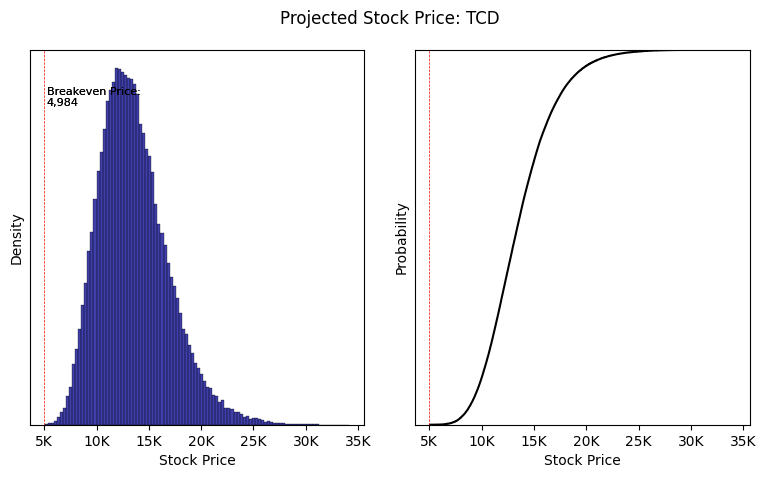 Projected Stock Price: TCD
Breakeven Price:
4,984
Density
5K 10K 15K 20K 25K 30K 35K
Stock Price
Probability
5K 10K 15K 20K 25K 30K 35K
Stock Price